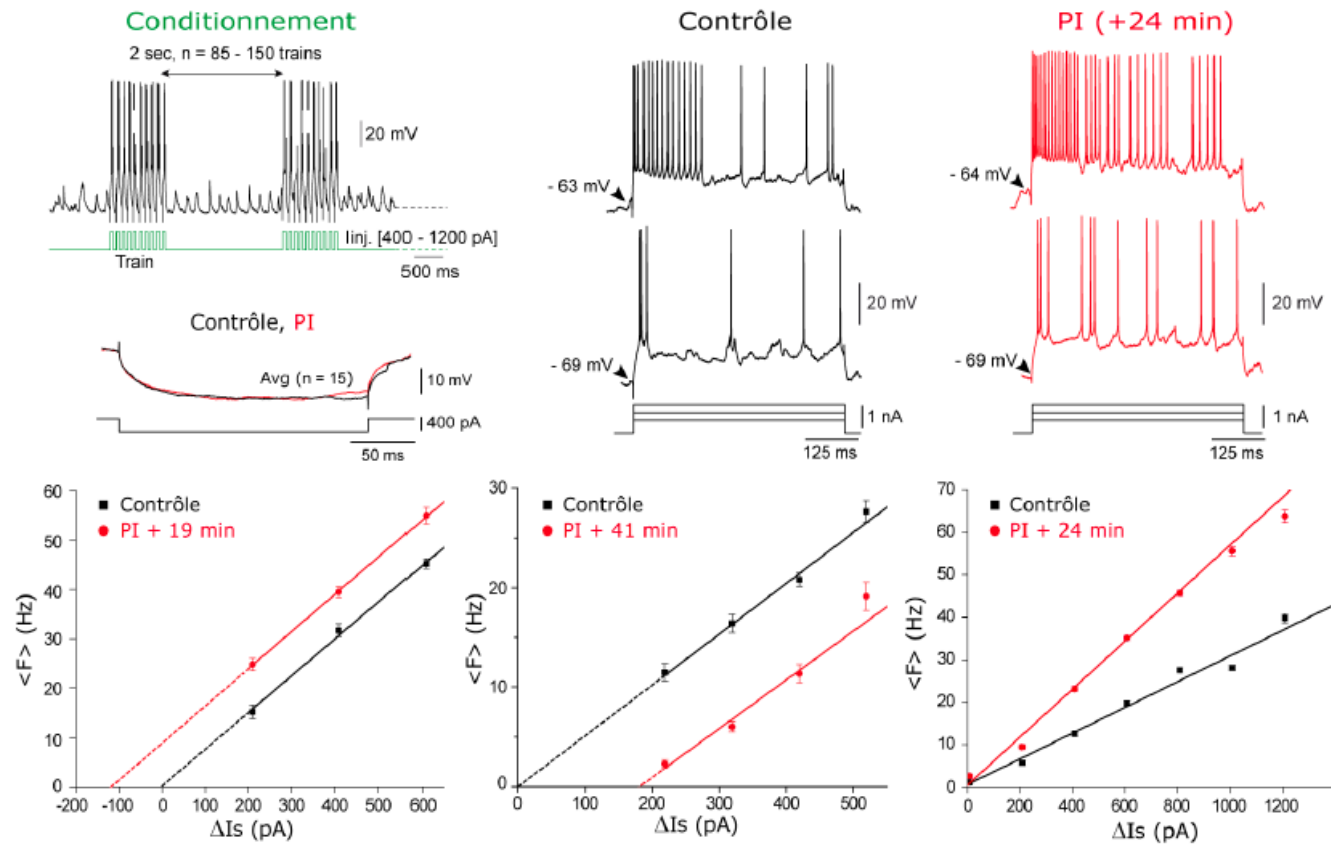 Conditionnement
2 sec, n = 85 - 150 trains
20 mV
Iinj. [400 - 1200 pA]
Train
500 ms
Contrôle, PI
Avg (n = 15)
10 mV
400 pA
50 ms
Contrôle
- 63 mV
- 69 mV
20 mV
1 nA
125 ms
PI (+24 min)
- 64 mV
- 69 mV
20 mV
1 nA
125 ms
60
50
40
30
20
10
0
<F> (Hz)
Contrôle
PI + 19 min
-200 -100 0 100 200 300 400 500 600
ΔIs (pA)
30
20
10
0
<F> (Hz)
Contrôle
PI + 41 min
0 100 200 300 400 500
ΔIs (pA)
70
60
50
40
30
20
10
0
<F> (Hz)
Contrôle
PI + 24 min
0 200 400 600 800 1000 1200
ΔIs (pA)